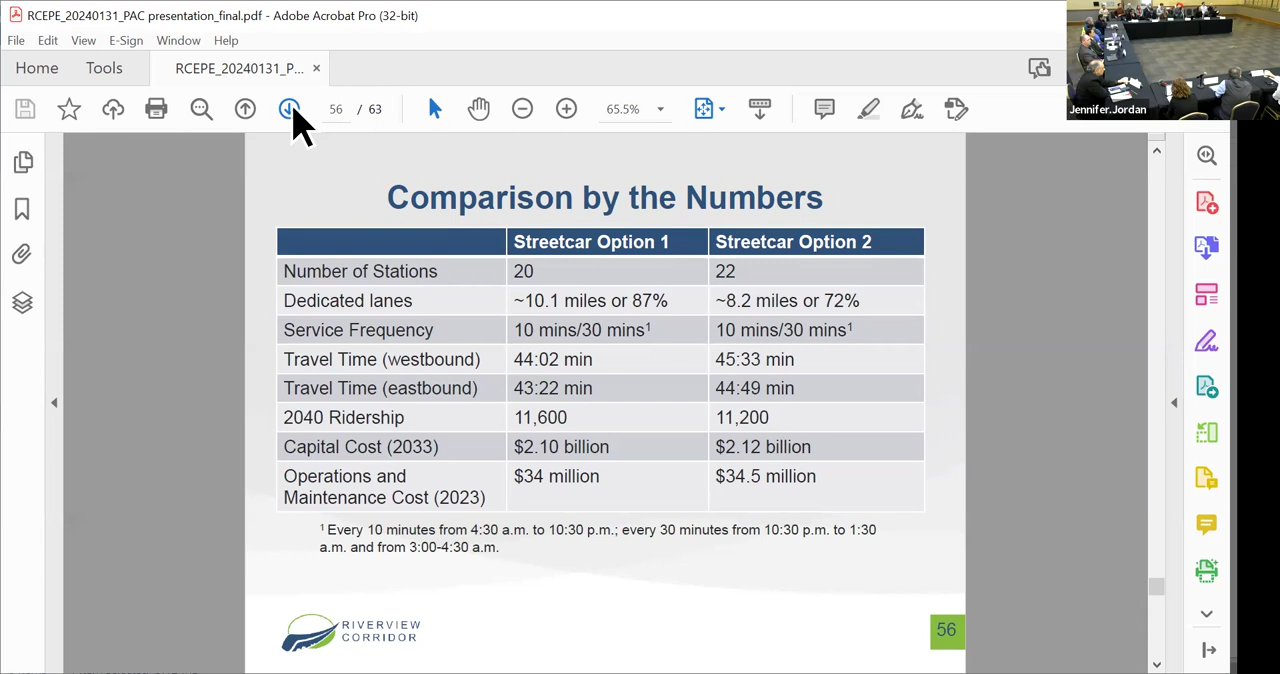 RCEPE_20240131_PAC presentation_final.pdf - Adobe Acrobat Pro (32-bit)
File Edit View E-Sign Window Help
Home Tools RCEPE_20240131_P... ×
56 / 63 65.5%
Jennifer.Jordan
Comparison by the Numbers
Streetcar Option 1 Streetcar Option 2
Number of Stations 20 22
Dedicated lanes ~10.1 miles or 87% ~8.2 miles or 72%
Service Frequency 10 mins/30 mins¹ 10 mins/30 mins¹
Travel Time (westbound) 44:02 min 45:33 min
Travel Time (eastbound) 43:22 min 44:49 min
2040 Ridership 11,600 11,200
Capital Cost (2033) $2.10 billion $2.12 billion
Operations and
Maintenance Cost (2023) $34 million $34.5 million
¹ Every 10 minutes from 4:30 a.m. to 10:30 p.m.; every 30 minutes from 10:30 p.m. to 1:30
a.m. and from 3:00-4:30 a.m.
RIVERVIEW
CORRIDOR
56